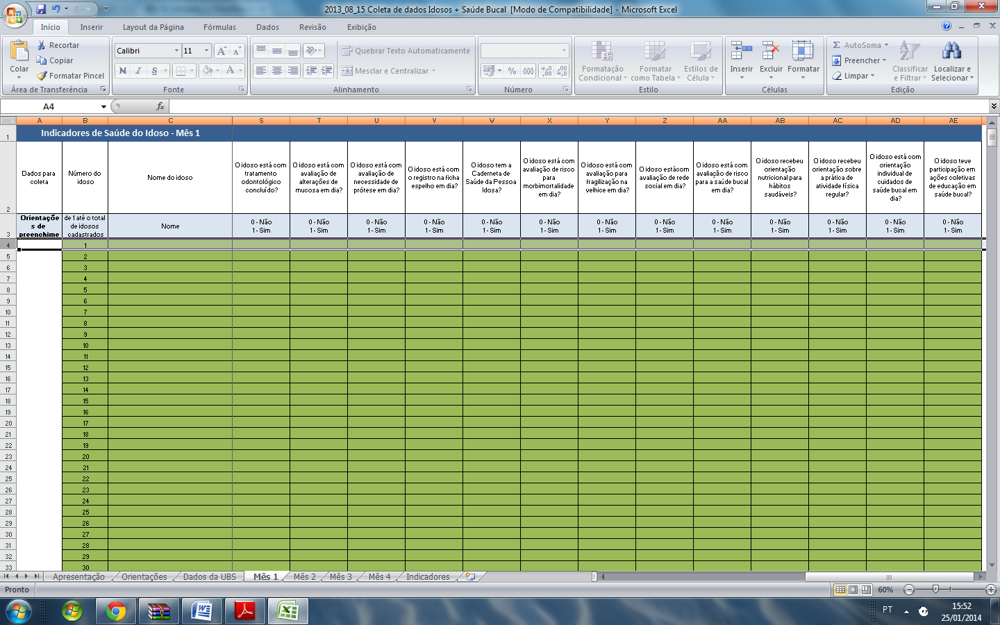 2013_08_15 Coleta de dados Idosos + Saúde Bucal [Modo de Compatibilidade] - Microsoft Excel
Início Inserir Layout da Página Fórmulas Dados Revisão Exibição
Colar
Recortar
Copiar
Formatar Pincel
Área de Transferência
Calibri 11
N I S
A
Fonte
Quebrar Texto Automaticamente
Mesclar e Centralizar
Alinhamento
% 000
Número
Formatação Condicional
Formatar como Tabela
Estilos de Célula
Estilo
Inserir Excluir Formatar
Células
Σ AutoSoma
Preencher
Limpar
Classificar e Filtrar
Localizar e Selecionar
Edição
A4 fx
A B C S T U V W X Y Z AA AB AC AD AE
1 Indicadores de Saúde do Idoso - Mês 1
2
Dados para coleta
Número do idoso
Nome do idoso
O idoso está com tratamento odontológico concluído?
O idoso está com avaliação de alterações de mucosa em dia?
O idoso está com avaliação de necessidade de prótese em dia?
O idoso está com o registro na ficha espelho em dia?
O idoso tem a Caderneta de Saúde da Pessoa Idosa?
O idoso está com avaliação de risco para morbimortalidade em dia?
O idoso está com avaliação para fragilização na velhice em dia?
O idoso estácom avaliação de rede social em dia?
O idoso está com avaliação de risco para a saúde bucal em dia?
O idoso recebeu orientação nutricional para hábitos saudáveis?
O idoso recebeu orientação sobre a prática de atividade física regular?
O idoso está com orientação individual de cuidados de saúde bucal em dia?
O idoso teve participação em ações coletivas de educação em saúde bucal?
3
Orientaçõe s de preenchime
de 1 até o total de idosos cadastrados
Nome
0 - Não 0 - Não 0 - Não 0 - Não 0 - Não 0 - Não 0 - Não 0 - Não 0 - Não 0 - Não 0 - Não 0 - Não 0 - Não
1 - Sim 1 - Sim 1 - Sim 1 - Sim 1 - Sim 1 - Sim 1 - Sim 1 - Sim 1 - Sim 1 - Sim 1 - Sim 1 - Sim 1 - Sim
4 1
5 2
6 3
7 4
8 5
9 6
10 7
11 8
12 9
13 10
14 11
15 12
16 13
17 14
18 15
19 16
20 17
21 18
22 19
23 20
24 21
25 22
26 23
27 24
28 25
29 26
30 27
31 28
32 29
33 30
Apresentação Orientações Dados da UBS Mês 1 Mês 2 Mês 3 Mês 4 Indicadores
Pronto 60%
PT 15:52
25/01/2014